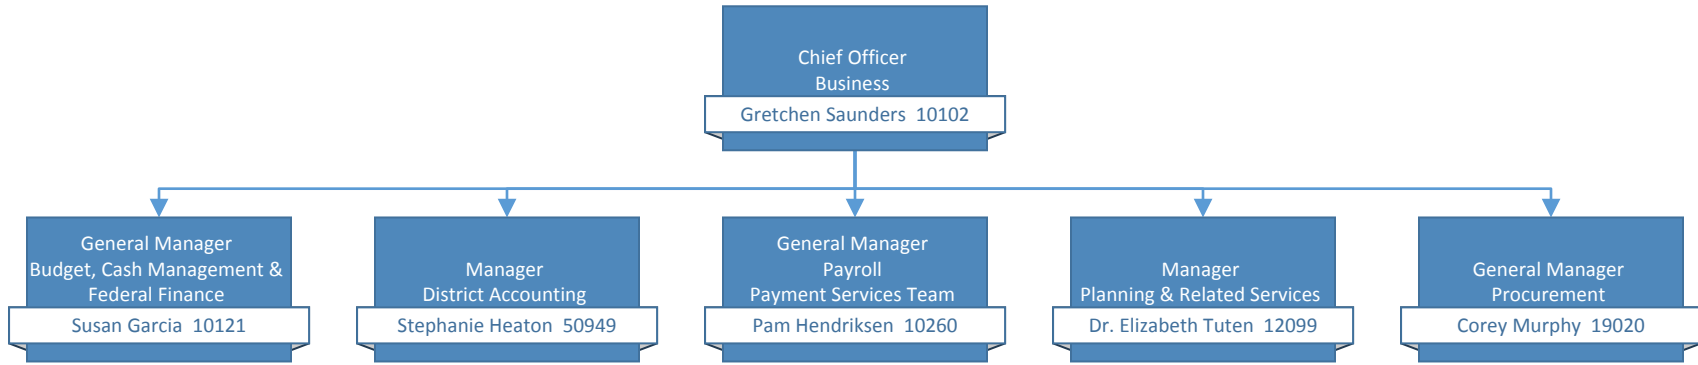 Chief Officer
Business
Gretchen Saunders 10102
General Manager
Budget, Cash Management &
Federal Finance
Susan Garcia 10121
Manager
District Accounting
Stephanie Heaton 50949
General Manager
Payroll
Payment Services Team
Pam Hendriksen 10260
Manager
Planning & Related Services
Dr. Elizabeth Tuten 12099
General Manager
Procurement
Corey Murphy 19020